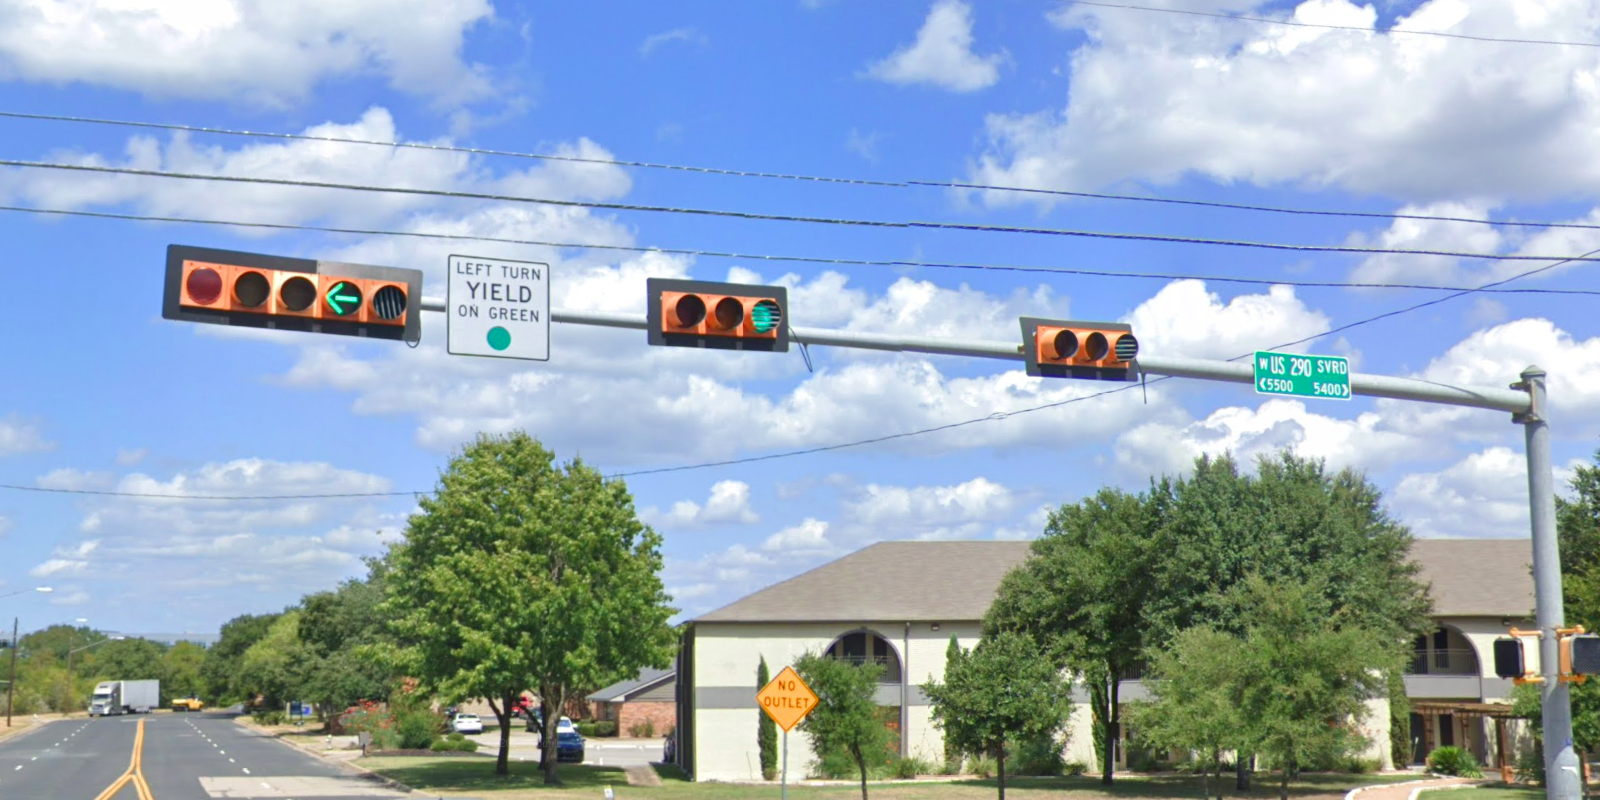 LEFT TURN
YIELD
ON GREEN
W US 290 SVRD
<5500 5400>
NO
OUTLET